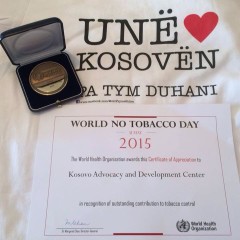 UNË
KOSOVËN
PA TYM DUHANI
WORLD NO TOBACCO DAY
2015
The World Health Organization awards this Certificate of Appreciation to
Kosovo Advocacy and Development Center
in recognition of outstanding contribution to tobacco control
World Health
Organization